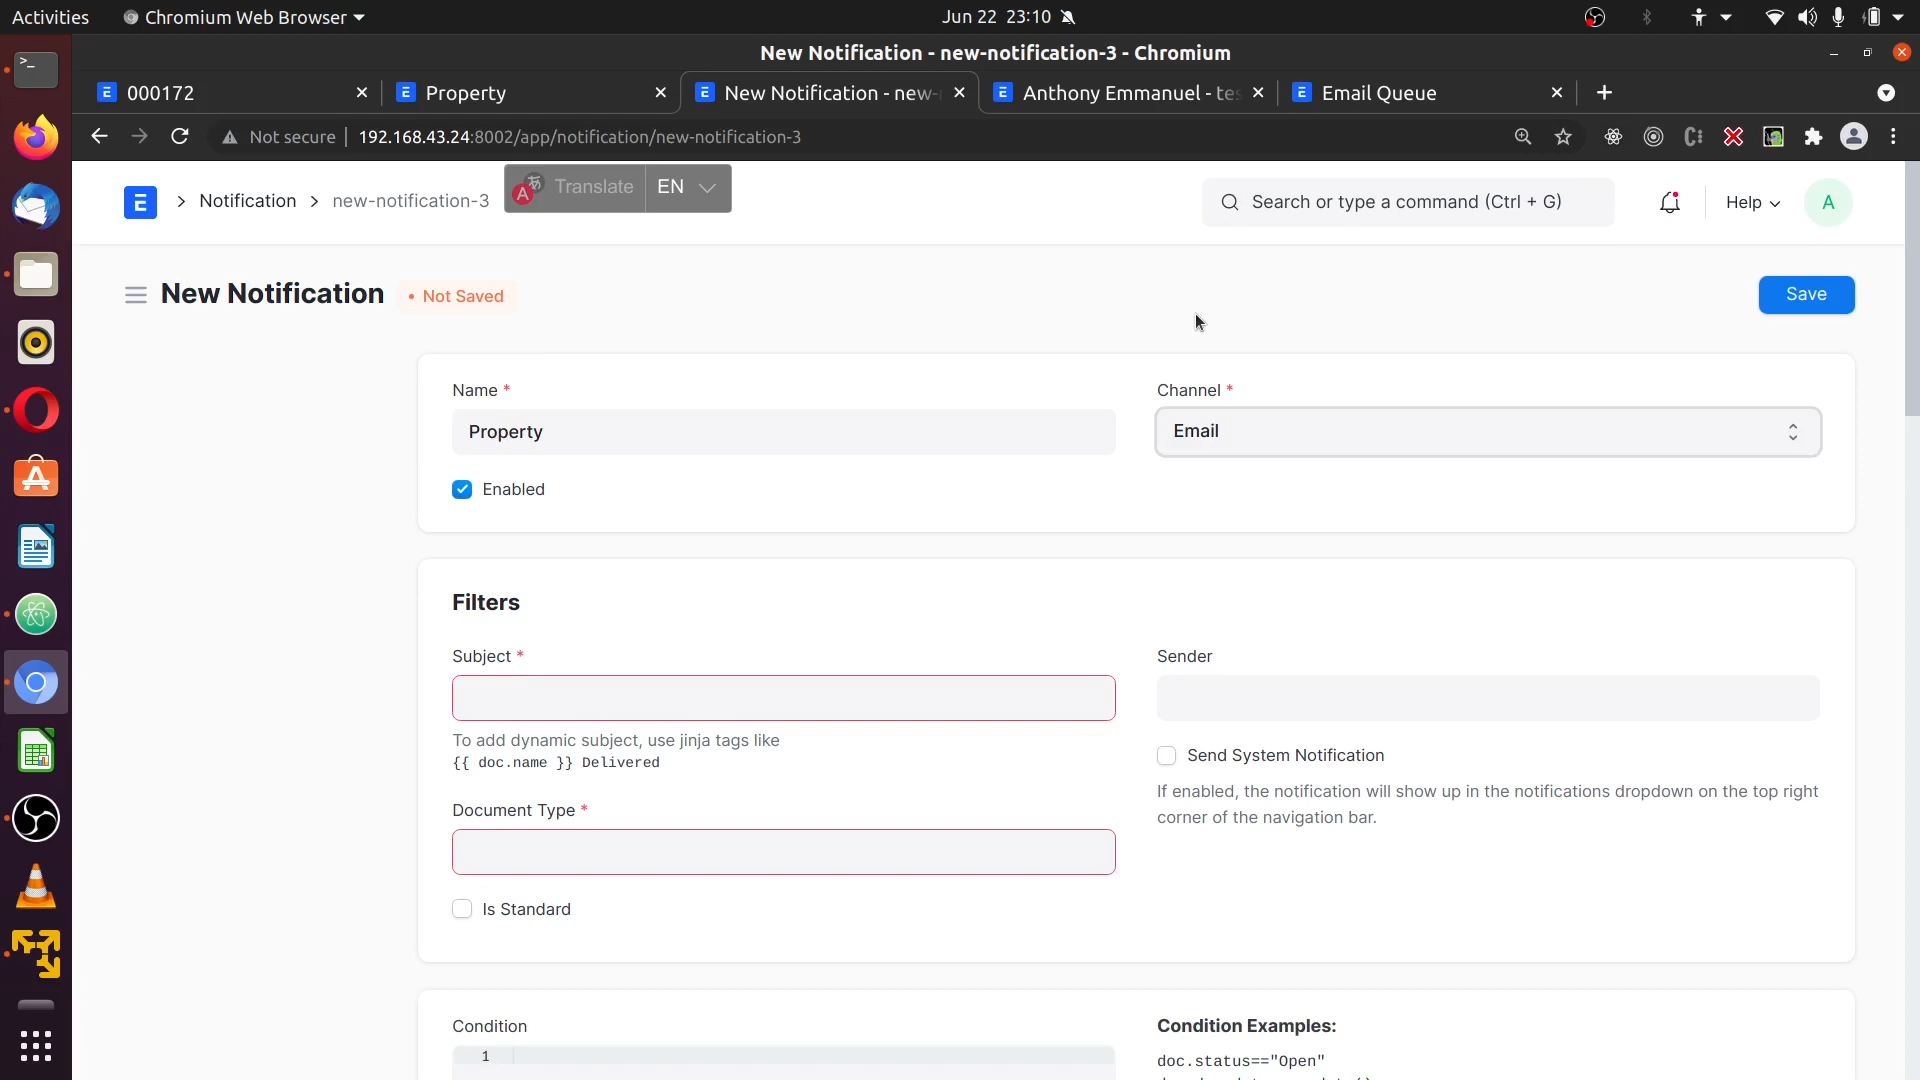 Activities
Chromium Web Browser
Jun 22 23:10
New Notification - new-notification-3 - Chromium
000172
Property
New Notification - new-
Anthony Emmanuel - tes
Email Queue
Not secure
192.168.43.24:8002/app/notification/new-notification-3
E
Notification
new-notification-3
Translate
EN
Search or type a command (Ctrl + G)
Help
A
New Notification
• Not Saved
Save
Name *
Property
Channel *
Email
Enabled
Filters
Subject *
To add dynamic subject, use jinja tags like
{{ doc.name }} Delivered
Sender
Send System Notification
If enabled, the notification will show up in the notifications dropdown on the top right
corner of the navigation bar.
Document Type *
Is Standard
Condition
1
Condition Examples:
doc.status=="Open"